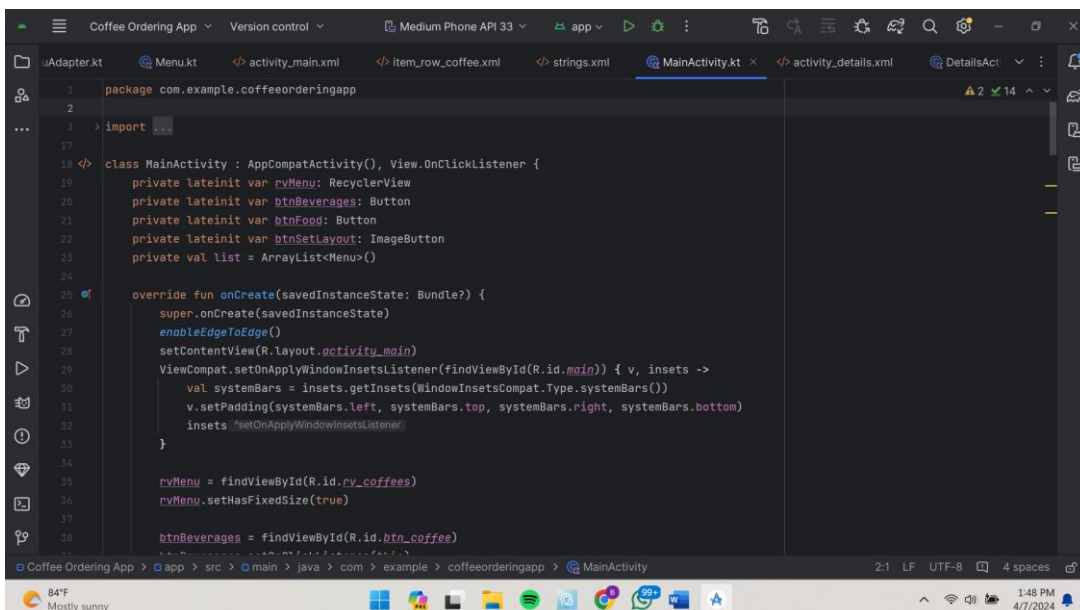 Coffee Ordering App Version control Medium Phone API 33 app
uAdapter.kt Menu.kt activity_main.xml item_row_coffee.xml strings.xml MainActivity.kt activity_details.xml DetailsAct
1 package com.example.coffeeorderingapp 2 14
2
3 import ...
17
18 class MainActivity : AppCompatActivity(), View.OnClickListener {
19 private lateinit var rvMenu: RecyclerView
20 private lateinit var btnBeverages: Button
21 private lateinit var btnFood: Button
22 private lateinit var btnSetLayout: ImageButton
23 private val list = ArrayList<Menu>()
24
25 override fun onCreate(savedInstanceState: Bundle?) {
26 super.onCreate(savedInstanceState)
27 enableEdgeToEdge()
28 setContentView(R.layout.activity_main)
29 ViewCompat.setOnApplyWindowInsetsListener(findViewById(R.id.main)) { v, insets ->
30 val systemBars = insets.getInsets(WindowInsetsCompat.Type.systemBars())
31 v.setPadding(systemBars.left, systemBars.top, systemBars.right, systemBars.bottom)
32 insets ^setOnApplyWindowInsetsListener
33 }
34
35 rvMenu = findViewById(R.id.rv_coffees)
36 rvMenu.setHasFixedSize(true)
37
38 btnBeverages = findViewById(R.id.btn_coffee)
Coffee Ordering App > app > src > main > java > com > example > coffeeorderingapp > MainActivity 2:1 LF UTF-8 4 spaces
84°F
Mostly sunny
99+
1:48 PM
4/7/2024